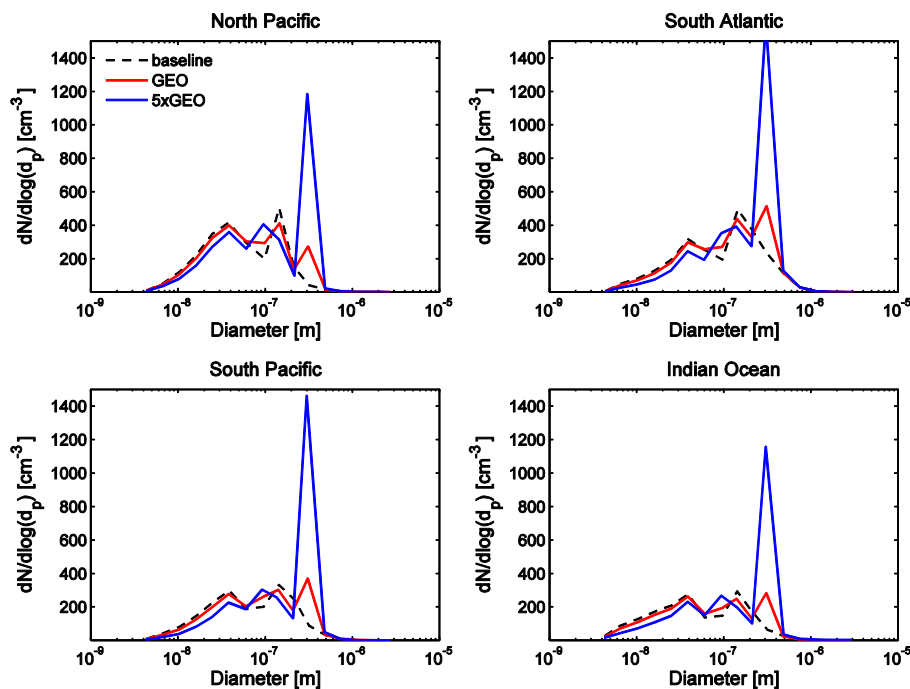 North Pacific
dN/dlog(d_p) [cm^-3]
1400
1200
1000
800
600
400
200
baseline
GEO
5xGEO
10^-9 10^-8 10^-7 10^-6 10^-5
Diameter [m]
South Atlantic
dN/dlog(d_p) [cm^-3]
1400
1200
1000
800
600
400
200
10^-9 10^-8 10^-7 10^-6 10^-5
Diameter [m]
South Pacific
dN/dlog(d_p) [cm^-3]
1400
1200
1000
800
600
400
200
10^-9 10^-8 10^-7 10^-6 10^-5
Diameter [m]
Indian Ocean
dN/dlog(d_p) [cm^-3]
1400
1200
1000
800
600
400
200
10^-9 10^-8 10^-7 10^-6 10^-5
Diameter [m]